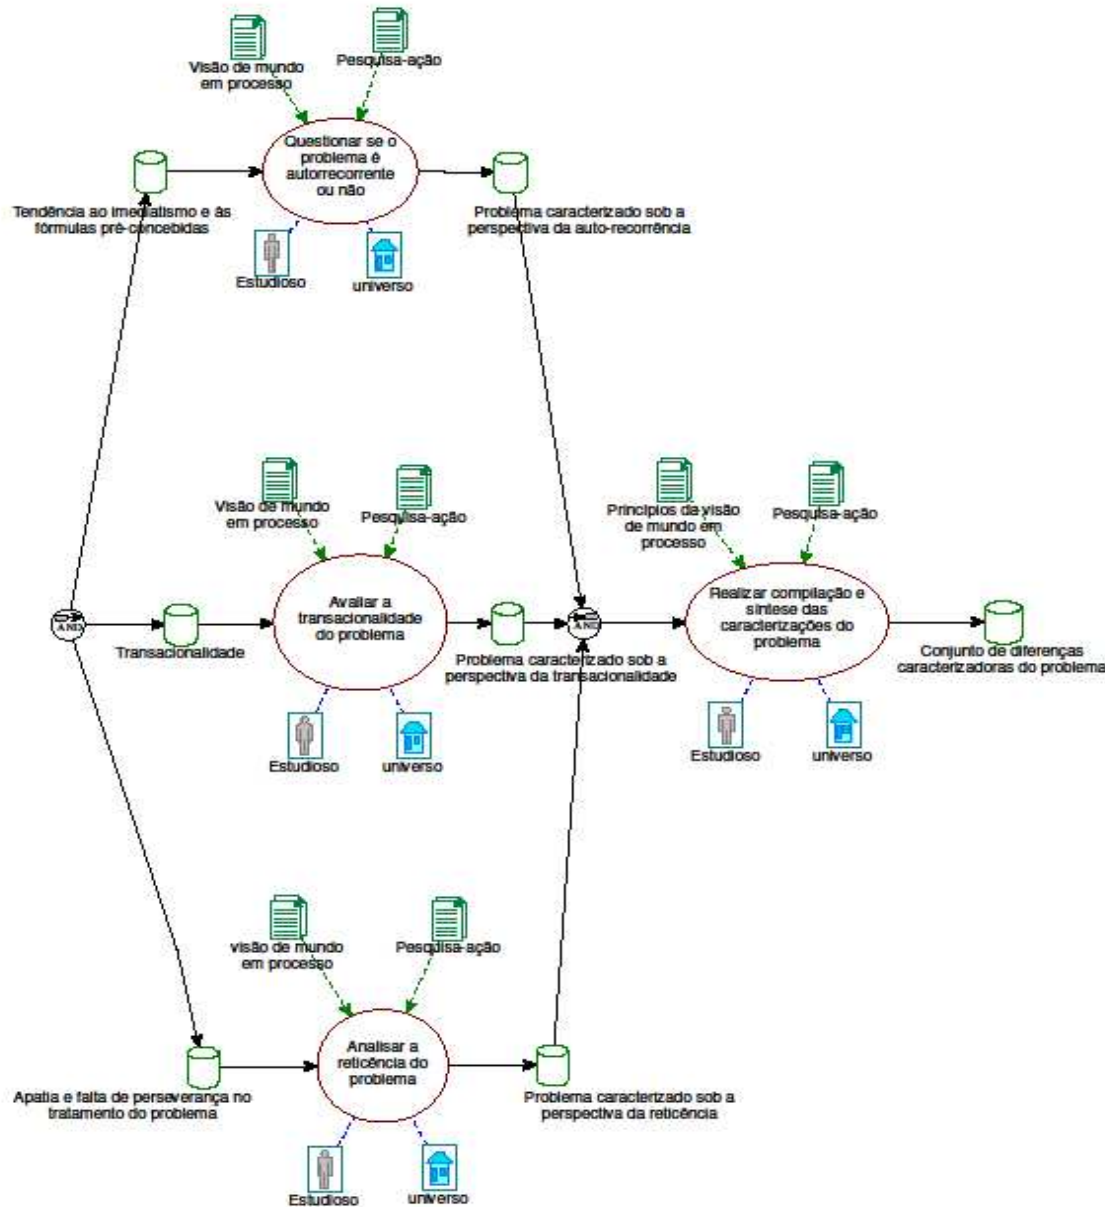 Visão de mundo
em processo
Pesquisa-ação
Questionar se o
problema é
autorrecorrente
ou não
Tendência ao imediatismo e às
fórmulas pré-concebidas
Problema caracterizado sob a
perspectiva da auto-recorrência
Estudioso
universo
Visão de mundo
em processo
Pesquisa-ação
Princípios da visão
de mundo em
processo
Pesquisa-ação
AND
Avaliar a
transacionalidade
do problema
AND
Realizar compilação e
síntese das
caracterizações do
problema
Transacionalidade
Problema caracterizado sob a
perspectiva da transacionalidade
Conjunto de diferenças
caracterizadoras do problema
Estudioso
universo
Estudioso
universo
visão de mundo
em processo
Pesquisa-ação
Analisar a
reticência do
problema
Apatia e falta de perseverança no
tratamento do problema
Problema caracterizado sob a
perspectiva da reticência
Estudioso
universo